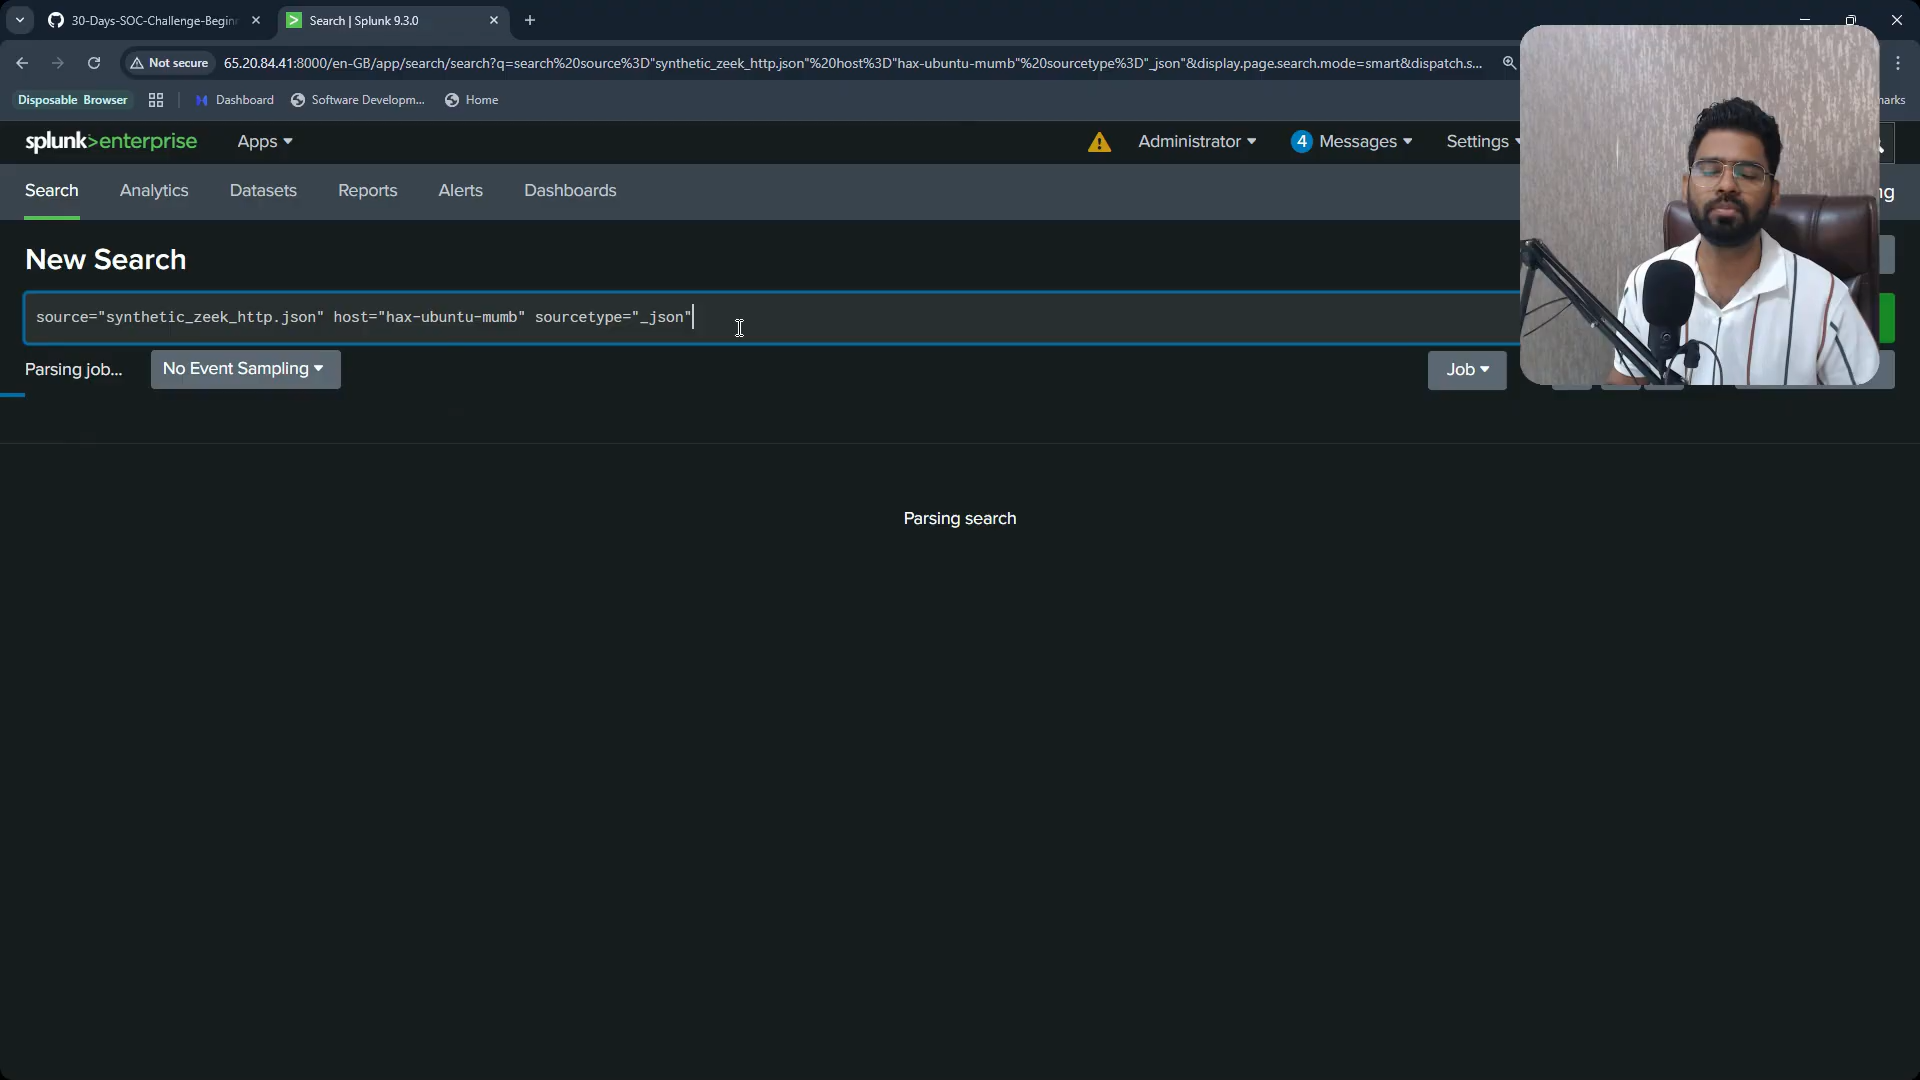 30-Days-SOC-Challenge-Begin
Search | Splunk 9.3.0
Not secure
65.20.84.41:8000/en-GB/app/search/search?q=search%20source%3D"synthetic_zeek_http.json"%20host%3D"hax-ubuntu-mumb"%20sourcetype%3D"_json"&display.page.search.mode=smart&dispatch.s...
Disposable Browser
Dashboard
Software Developm...
Home
arks
splunk>enterprise
Apps
Administrator
4
Messages
Settings
Search
Analytics
Datasets
Reports
Alerts
Dashboards
ng
New Search
source="synthetic_zeek_http.json" host="hax-ubuntu-mumb" sourcetype="_json"
Parsing job...
No Event Sampling
Job
Parsing search